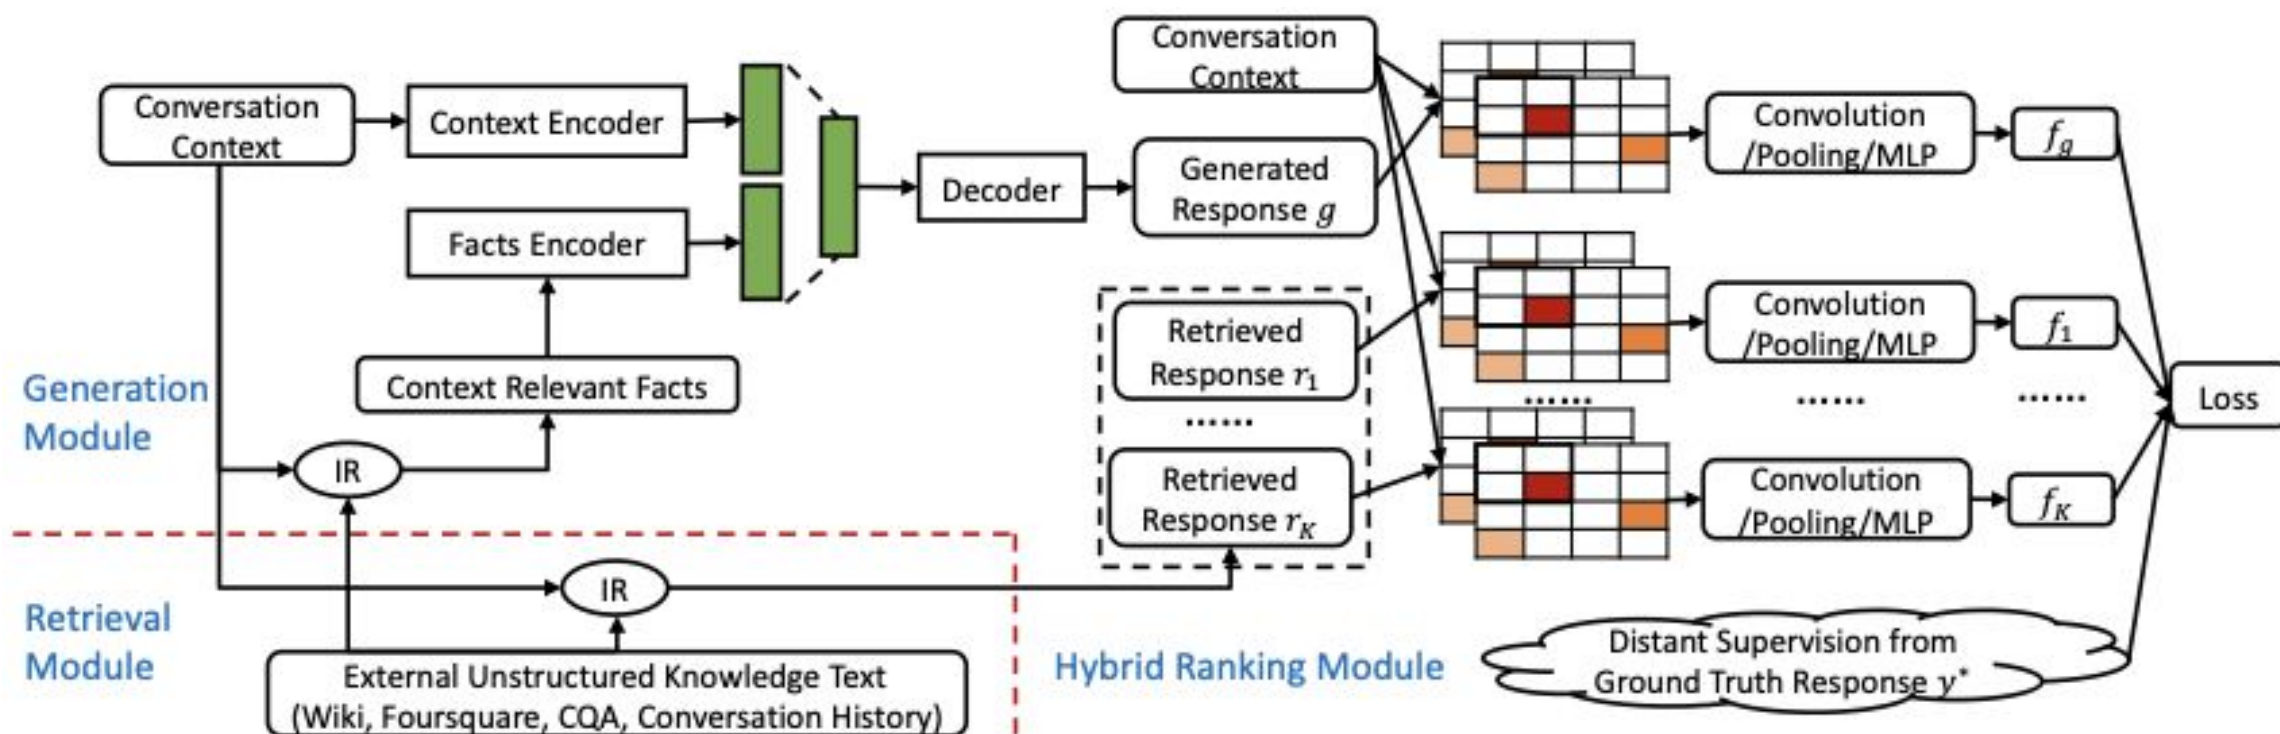 Conversation
Context
Context Encoder
Facts Encoder
Context Relevant Facts
IR
Generation
Module
Decoder
Retrieval
Module
IR
External Unstructured Knowledge Text
(Wiki, Foursquare, CQA, Conversation History)
Conversation
Context
Generated
Response g
Retrieved
Response r₁
......
Retrieved
Response r_K
Convolution
/Pooling/MLP
f_g
Convolution
/Pooling/MLP
f₁
......
......
......
Convolution
/Pooling/MLP
f_K
Loss
Hybrid Ranking Module
Distant Supervision from
Ground Truth Response y*